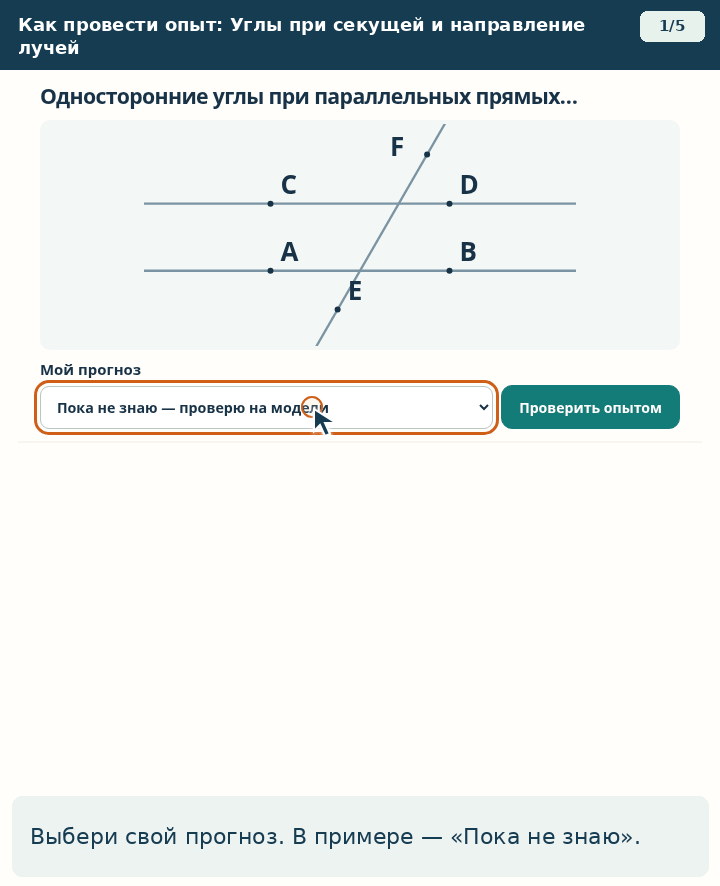 Как провести опыт: Углы при секущей и направление
лучей
1/5
Односторонние углы при параллельных прямых...
F
C
D
A
B
E
Мой прогноз
Пока не знаю — проверю на модели
Проверить опытом
Выбери свой прогноз. В примере — «Пока не знаю».